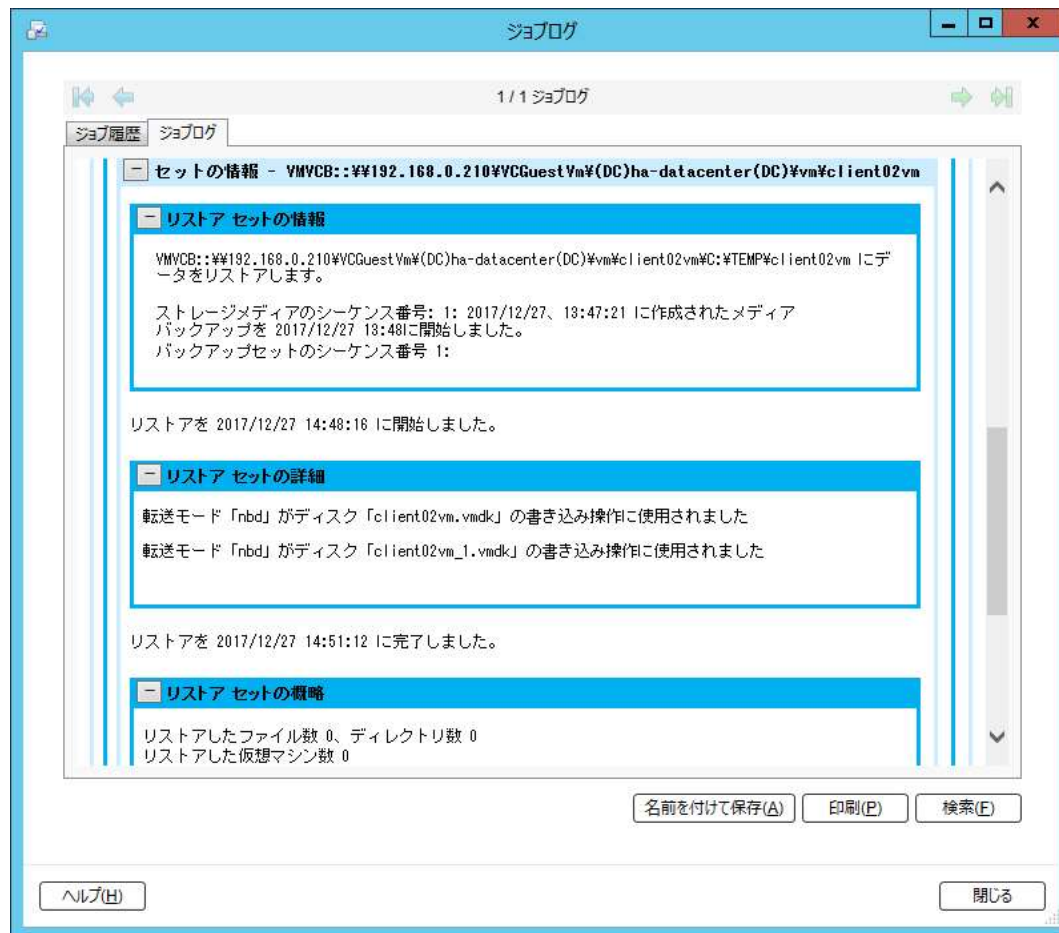 ジョブログ
1 / 1 ジョブログ
ジョブ履歴 ジョブログ
セットの情報 - VMVCB::¥¥192.168.0.210¥VCGuestVm¥(DC)ha-datacenter(DC)¥vm¥client02vm
リストア セットの情報
VMVCB::¥¥192.168.0.210¥VCGuestVm¥(DC)ha-datacenter(DC)¥vm¥client02vm¥C:¥TEMP¥client02vm にデ
ータをリストアします。
ストレージメディアのシーケンス番号: 1: 2017/12/27、13:47:21 に作成されたメディア
バックアップを 2017/12/27 13:48に開始しました。
バックアップセットのシーケンス番号 1:
リストアを 2017/12/27 14:48:16 に開始しました。
リストア セットの詳細
転送モード「nbd」がディスク「client02vm.vmdk」の書き込み操作に使用されました
転送モード「nbd」がディスク「client02vm_1.vmdk」の書き込み操作に使用されました
リストアを 2017/12/27 14:51:12 に完了しました。
リストア セットの概略
リストアしたファイル数 0、ディレクトリ数 0
リストアした仮想マシン数 0
名前を付けて保存(A) 印刷(P) 検索(F)
ヘルプ(H) 閉じる